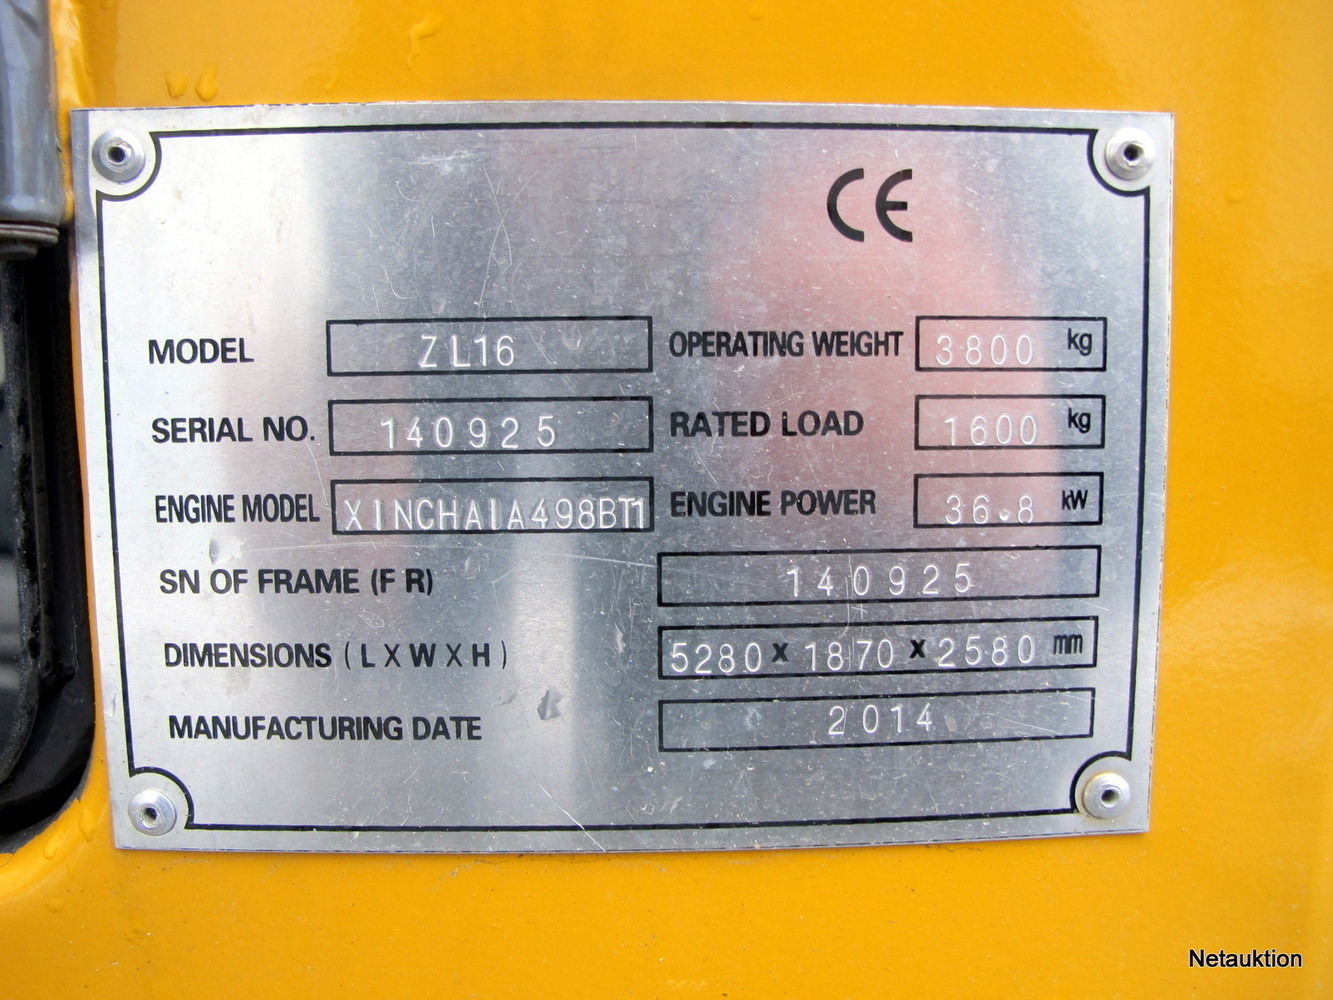 CE
MODEL ZL16 OPERATING WEIGHT 3800 kg
SERIAL NO. 140925 RATED LOAD 1600 kg
ENGINE MODEL XINCHAIA498BT1 ENGINE POWER 36.8 kW
SN OF FRAME (F R) 140925
DIMENSIONS (L X W X H) 5280 x 1870 x 2580 mm
MANUFACTURING DATE 2014
Netauktion